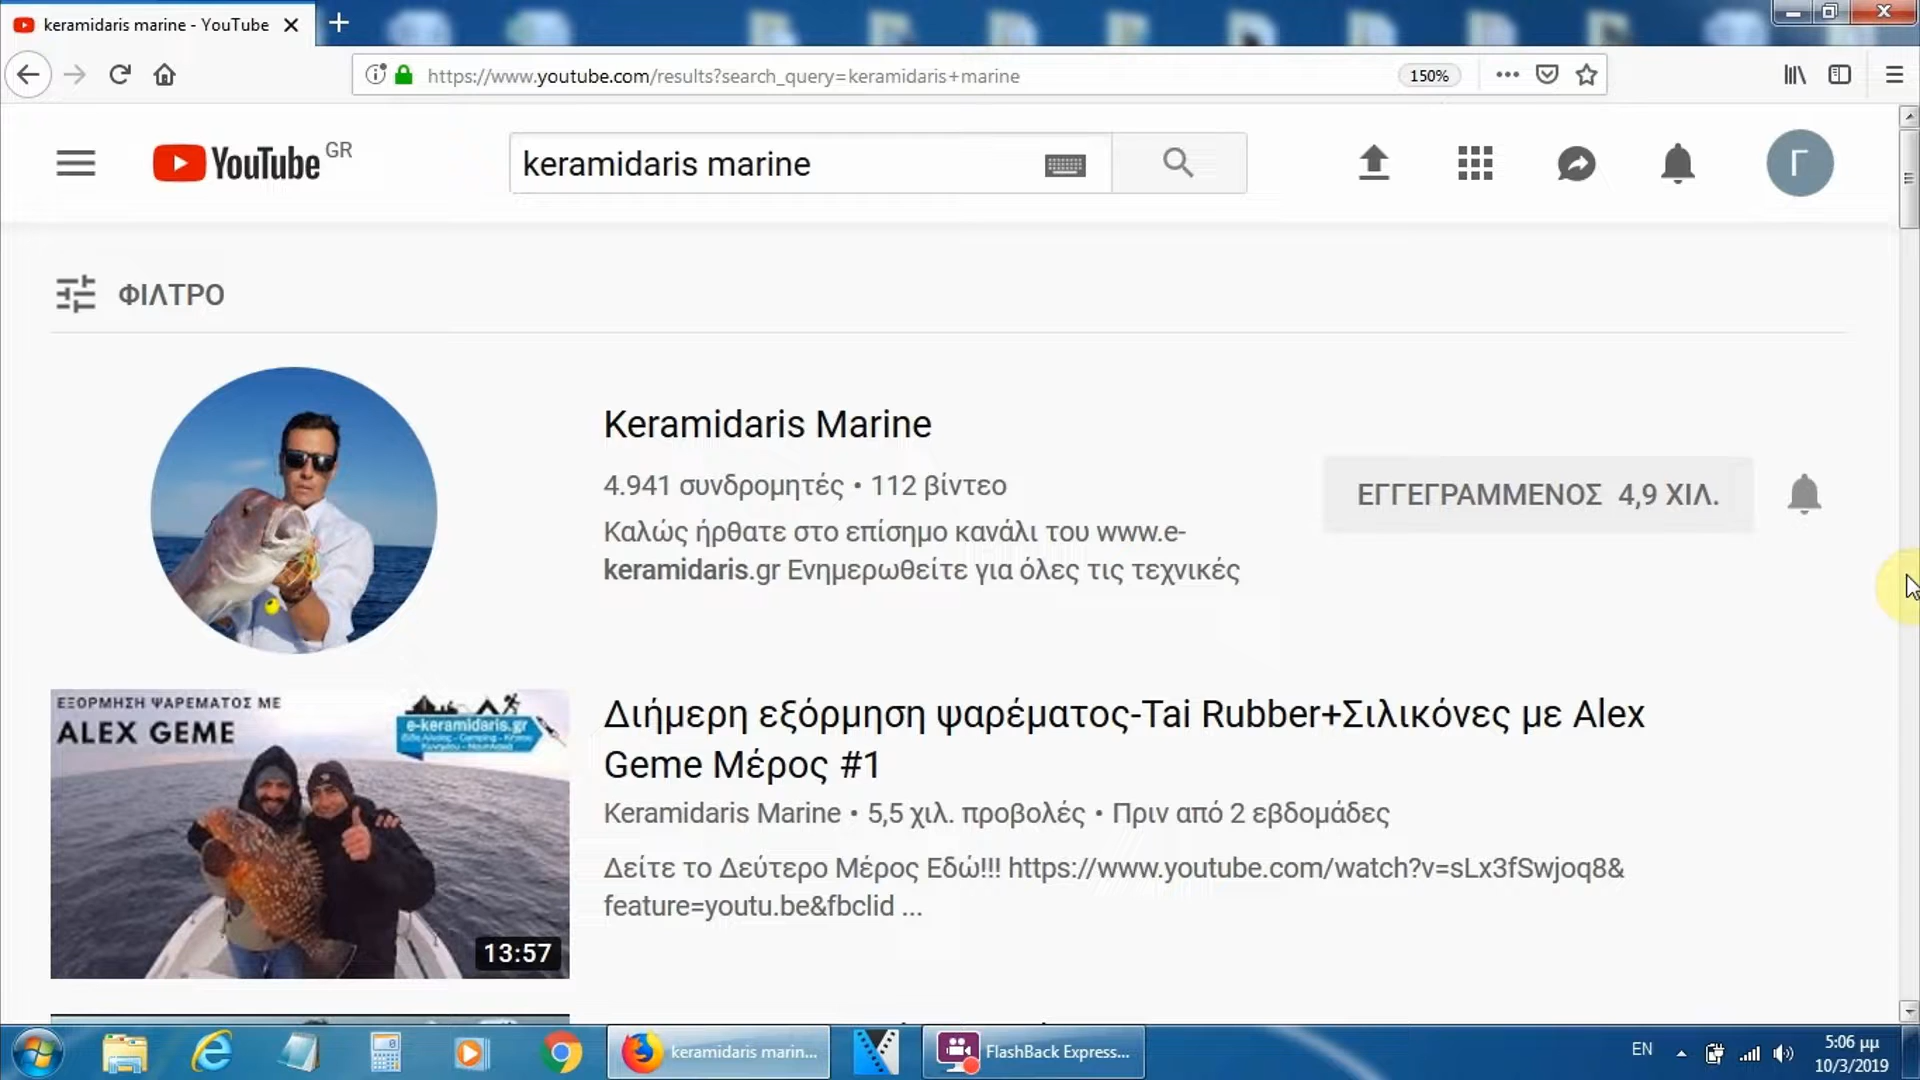 keramidaris marine - YouTube
https://www.youtube.com/results?search_query=keramidaris+marine
150%
YouTube GR
keramidaris marine
Γ
ΦΙΛΤΡΟ
Keramidaris Marine
4.941 συνδρομητές • 112 βίντεο
Καλώς ήρθατε στο επίσημο κανάλι του www.e-
keramidaris.gr Ενημερωθείτε για όλες τις τεχνικές
ΕΓΓΕΓΡΑΜΜΕΝΟΣ 4,9 ΧΙΛ.
ΕΞΟΡΜΗΣΗ ΨΑΡΕΜΑΤΟΣ ΜΕ
ALEX GEME
e-keramidaris.gr
13:57
Διήμερη εξόρμηση ψαρέματος-Tai Rubber+Σιλικόνες με Alex
Geme Μέρος #1
Keramidaris Marine • 5,5 χιλ. προβολές • Πριν από 2 εβδομάδες
Δείτε το Δεύτερο Μέρος Εδώ!!! https://www.youtube.com/watch?v=sLx3fSwjoq8&
feature=youtu.be&fbclid ...
keramidaris marin...
FlashBack Express...
EN
5:06 μμ
10/3/2019